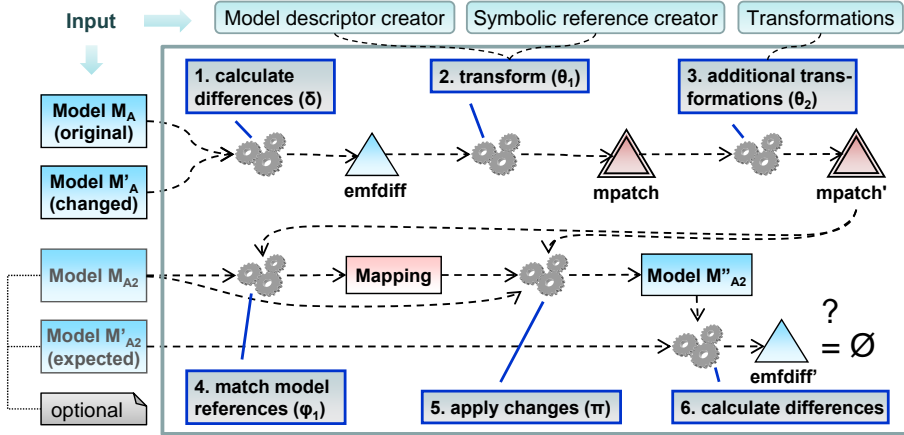 Input
Model descriptor creator
Symbolic reference creator
Transformations
1. calculate
differences (δ)
2. transform (θ1)
3. additional trans-
formations (θ2)
Model MA
(original)
Model M'A
(changed)
emfdiff
mpatch
mpatch'
Model MA2
Mapping
Model M''A2
Model M'A2
(expected)
?
= Ø
emfdiff'
optional
4. match model
references (φ1)
5. apply changes (π)
6. calculate differences